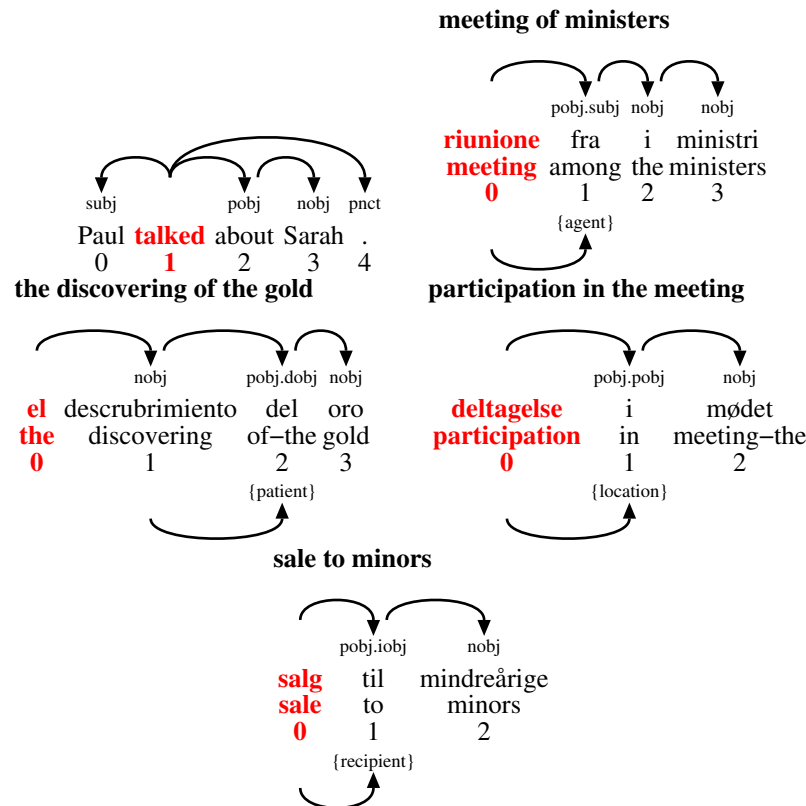 meeting of ministers
pobj.subj nobj nobj
riunione fra i ministri
meeting among the ministers
0 1 2 3
{agent}
subj pobj nobj pnct
Paul talked about Sarah .
0 1 2 3 4
the discovering of the gold
nobj pobj.dobj nobj
el descrubrimiento del oro
the discovering of-the gold
0 1 2 3
{patient}
participation in the meeting
pobj.pobj nobj
deltagelse i mødet
participation in meeting-the
0 1 2
{location}
sale to minors
pobj.iobj nobj
salg til mindreårige
sale to minors
0 1 2
{recipient}